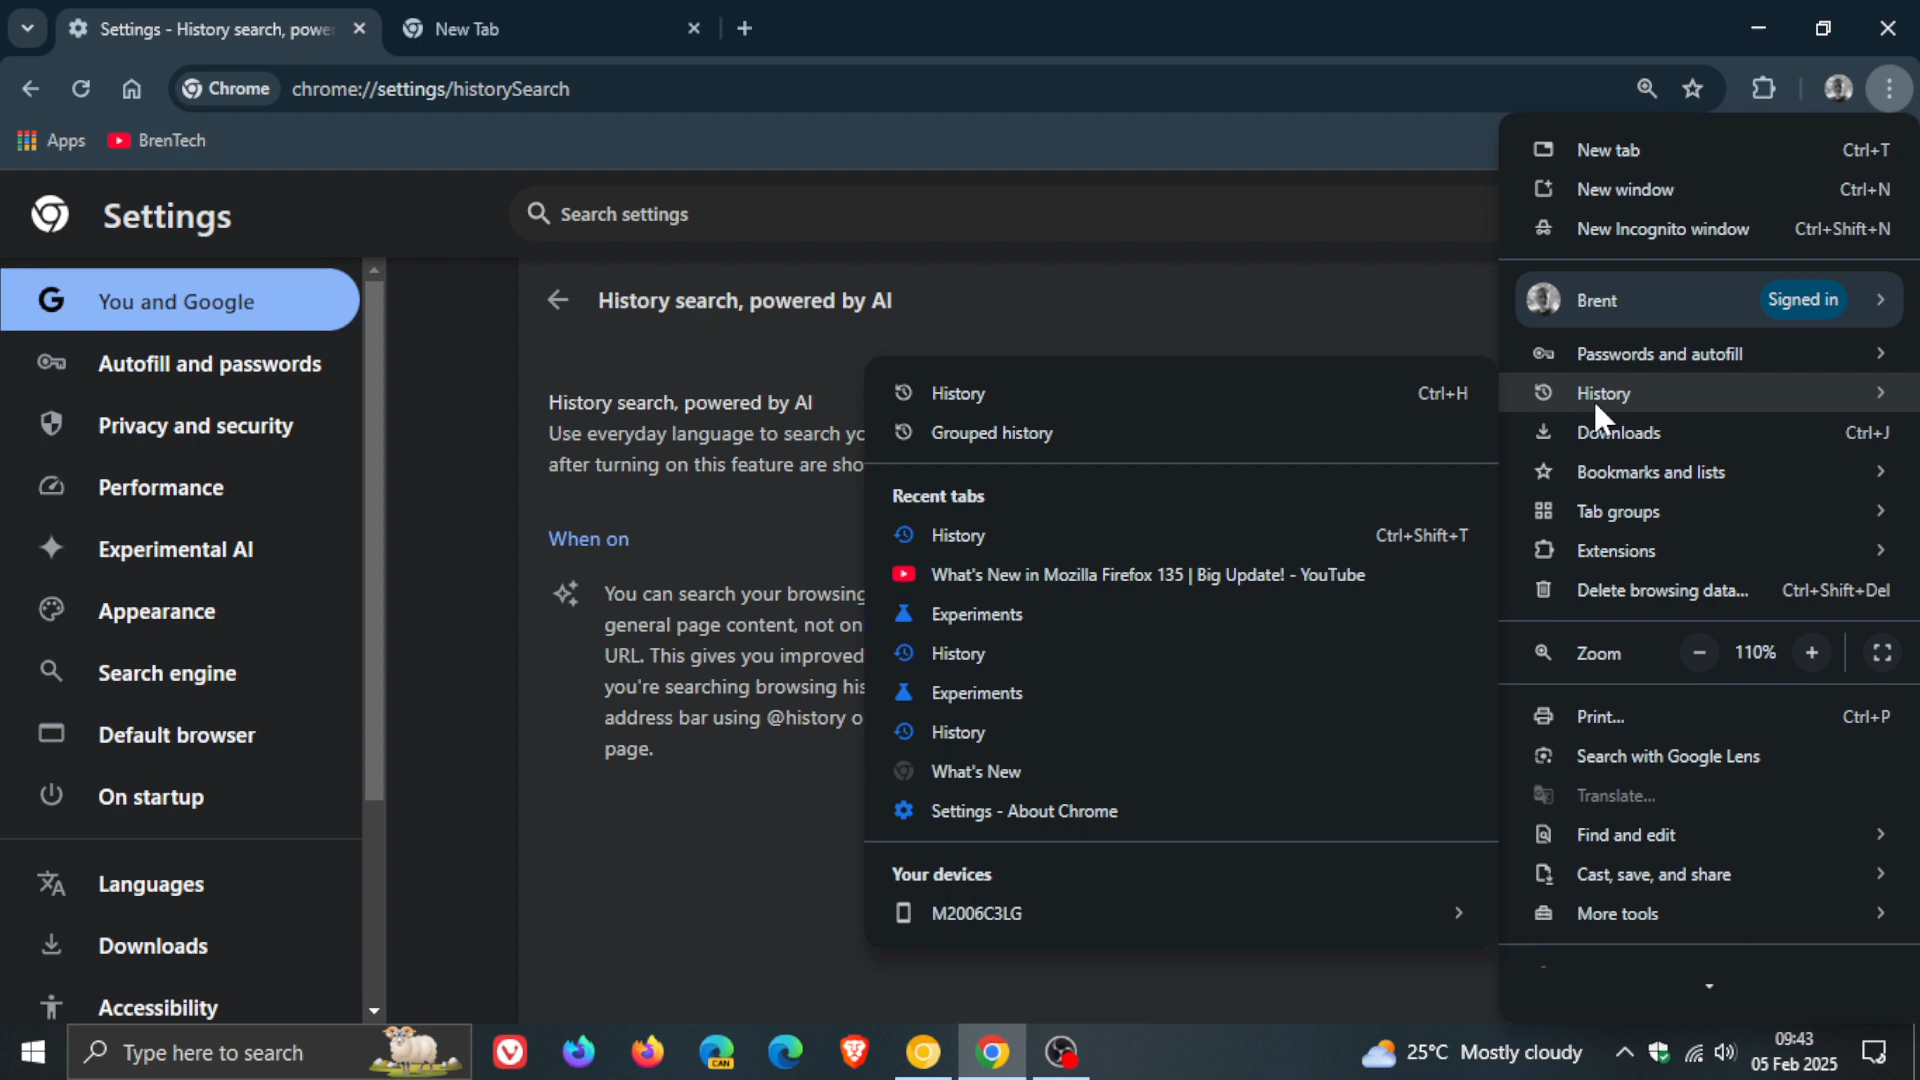 Settings - History search, powe
New Tab
Chrome
chrome://settings/historySearch
Apps
BrenTech
Settings
Search settings
You and Google
Autofill and passwords
Privacy and security
Performance
Experimental AI
Appearance
Search engine
Default browser
On startup
Languages
Downloads
Accessibility
History search, powered by AI
History search, powered by AI
Use everyday language to search yo
after turning on this feature are sho
When on
You can search your browsing
general page content, not on
URL. This gives you improved
you're searching browsing his
address bar using @history o
page.
History Ctrl+H
Grouped history
Recent tabs
History Ctrl+Shift+T
What's New in Mozilla Firefox 135 | Big Update! - YouTube
Experiments
History
Experiments
History
What's New
Settings - About Chrome
Your devices
M2006C3LG
New tab Ctrl+T
New window Ctrl+N
New Incognito window Ctrl+Shift+N
Brent Signed in
Passwords and autofill
History
Downloads Ctrl+J
Bookmarks and lists
Tab groups
Extensions
Delete browsing data... Ctrl+Shift+Del
Zoom - 110% +
Print... Ctrl+P
Search with Google Lens
Translate...
Find and edit
Cast, save, and share
More tools
Type here to search
CAN
25°C Mostly cloudy
09:43
05 Feb 2025